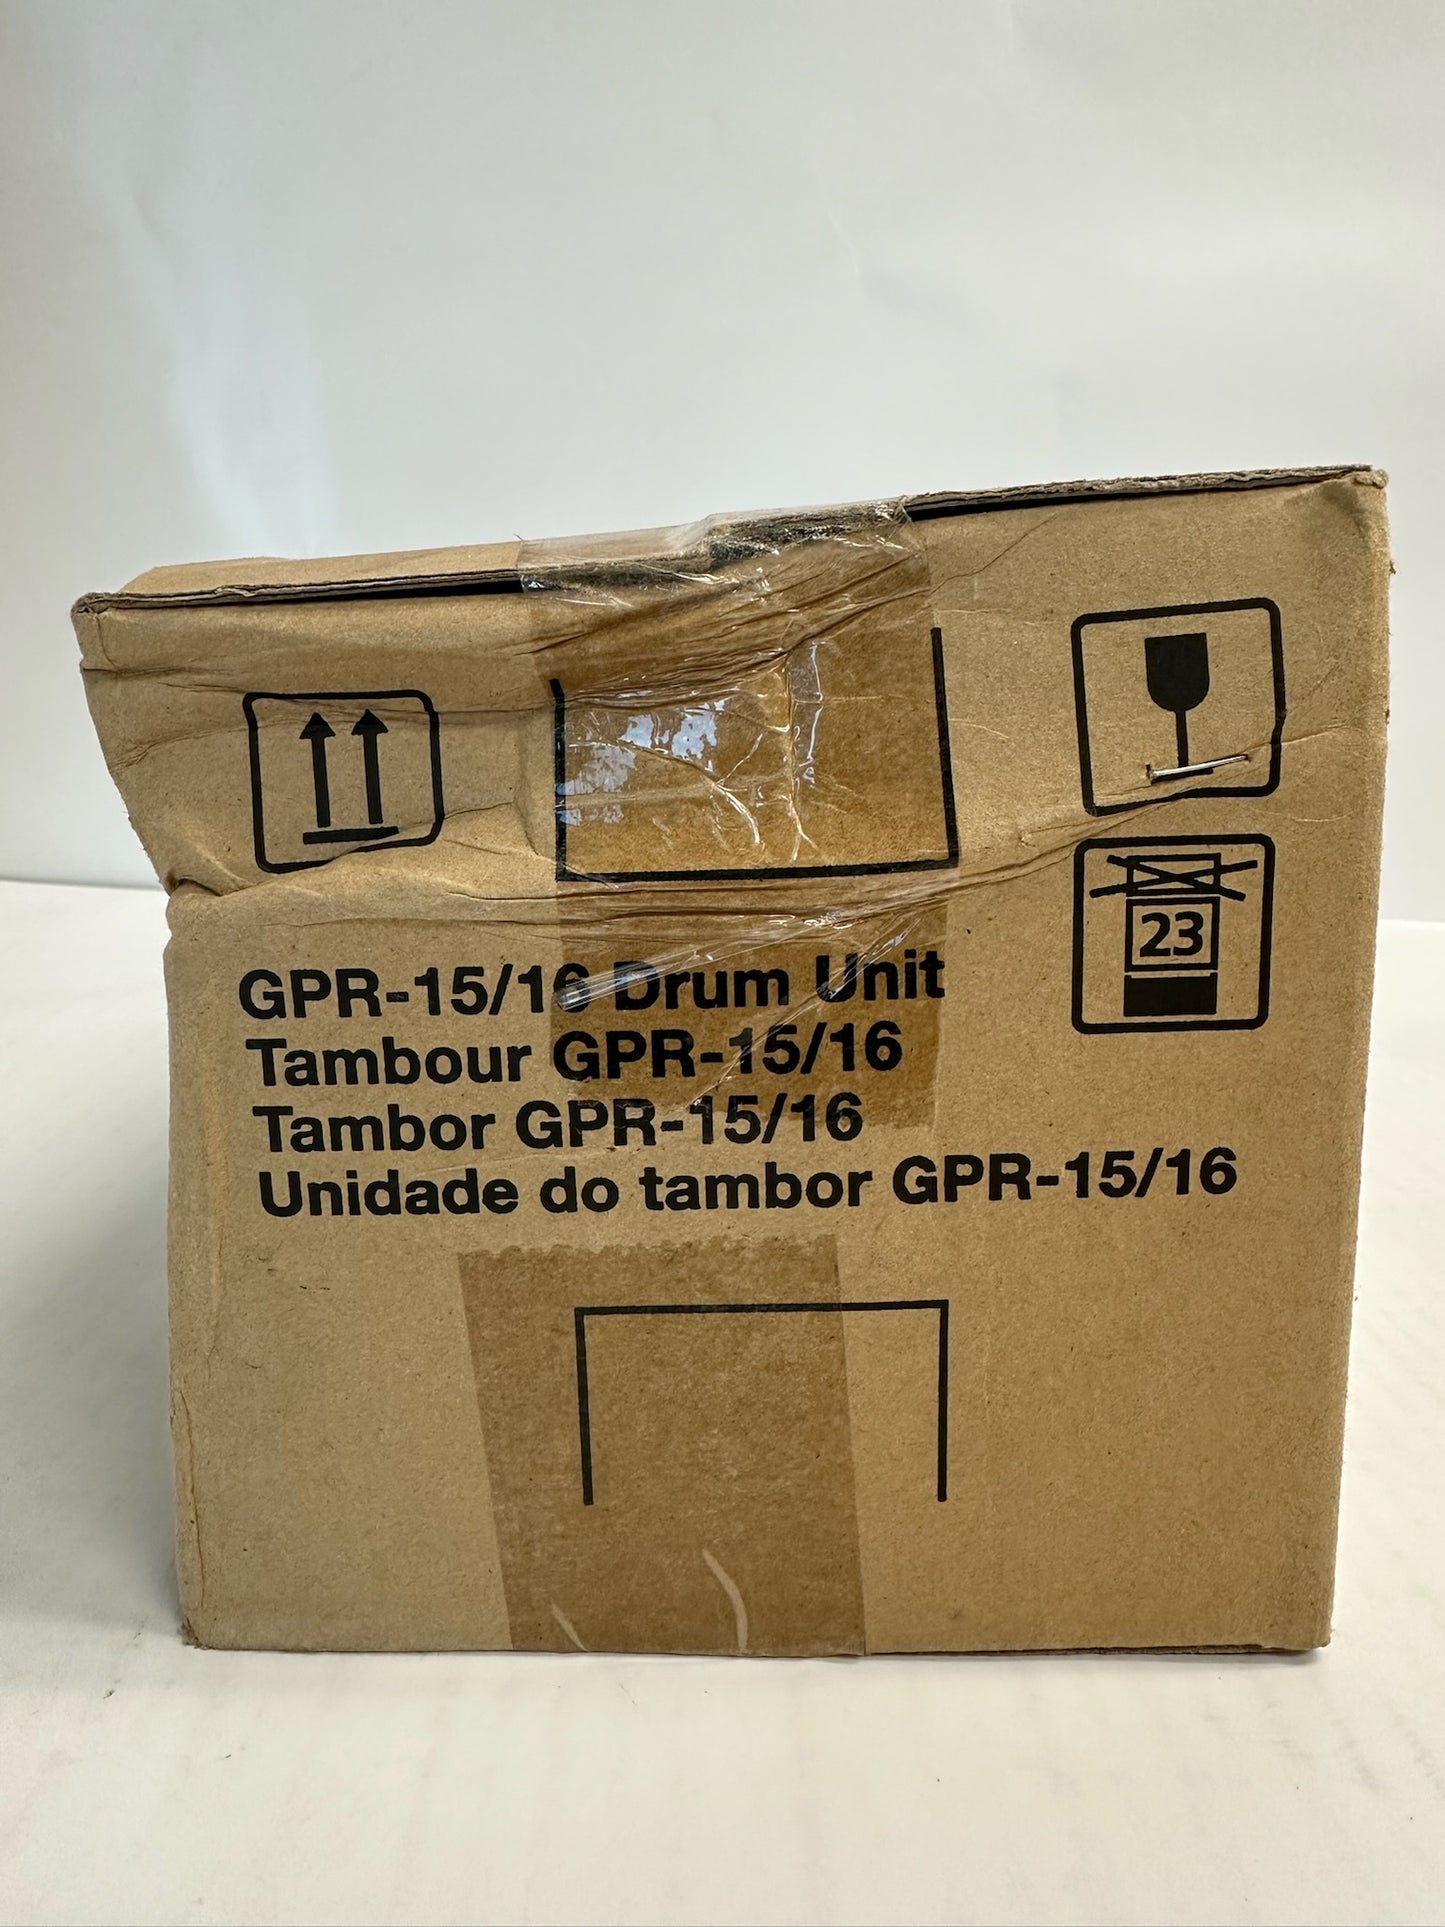 23
GPR-15/16 Drum Unit
Tambour GPR-15/16
Tambor GPR-15/16
Unidade do tambor GPR-15/16